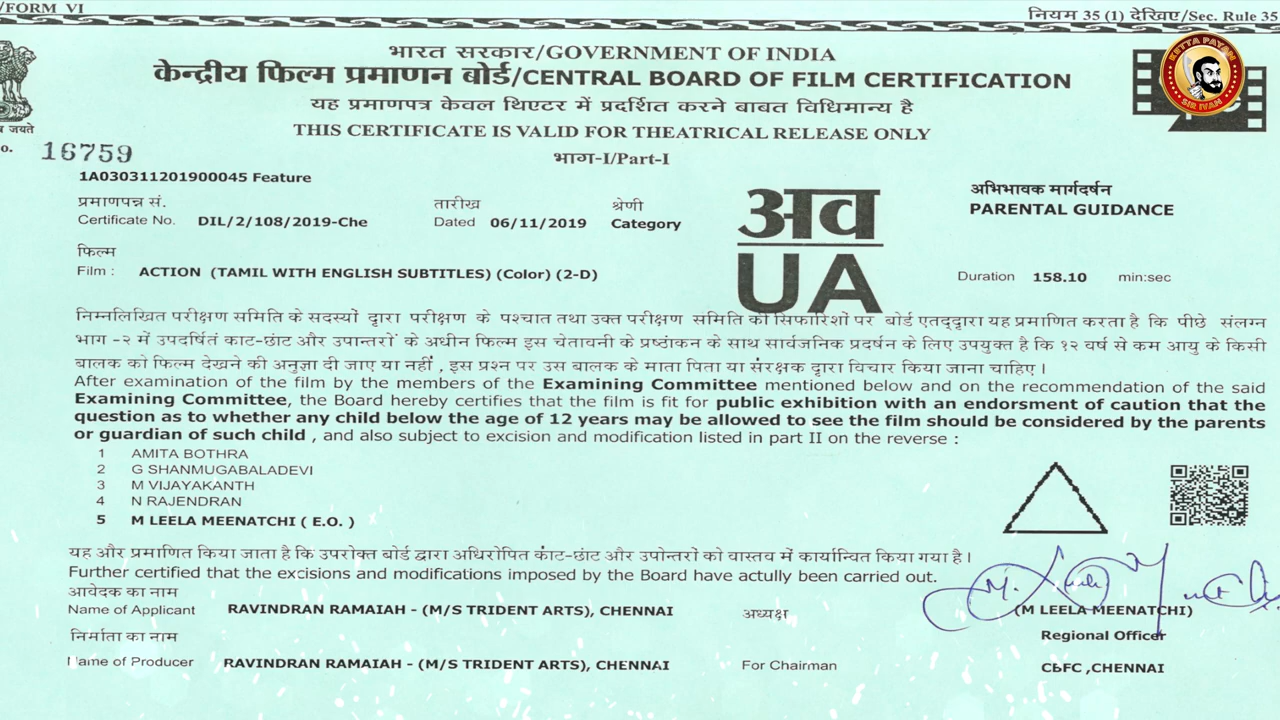 /FORM VI
नियम 35 (1) देखिए/Sec. Rule 35
भारत सरकार/GOVERNMENT OF INDIA
केन्द्रीय फिल्म प्रमाणन बोर्ड/CENTRAL BOARD OF FILM CERTIFICATION
यह प्रमाणपत्र केवल थिएटर में प्रदर्शित करने बाबत विधिमान्य है
THIS CERTIFICATE IS VALID FOR THEATRICAL RELEASE ONLY
KETTA PAYAN
SIR IVAN
जयते
o. 16759
भाग-I/Part-I
1A030311201900045 Feature
प्रमाणपन्न सं. तारीख श्रेणी
Certificate No. DIL/2/108/2019-Che Dated 06/11/2019 Category
अव
UA
अभिभावक मार्गदर्षन
PARENTAL GUIDANCE
फिल्म
Film : ACTION (TAMIL WITH ENGLISH SUBTITLES) (Color) (2-D)
Duration 158.10 min:sec
निम्नलिखित परीक्षण समिति के सदस्यों द्वारा परीक्षण के पश्चात तथा उक्त परीक्षण समिति की सिफारिशों पर बोर्ड एतद्द्वारा यह प्रमाणित करता है कि पीछे संलग्न
भाग -२ में उपदर्षितं काट-छांट और उपान्तरों के अधीन फिल्म इस चेतावनी के प्रष्ठांकन के साथ सार्वजनिक प्रदर्षन के लिए उपयुक्त है कि १२ वर्ष से कम आयु के किसी
बालक को फिल्म देखने की अनुज्ञा दी जाए या नहीं , इस प्रश्न पर उस बालक के माता पिता या संरक्षक द्वारा विचार किया जाना चाहिए ।
After examination of the film by the members of the Examining Committee mentioned below and on the recommendation of the said
Examining Committee, the Board hereby certifies that the film is fit for public exhibition with an endorsment of caution that the
question as to whether any child below the age of 12 years may be allowed to see the film should be considered by the parents
or guardian of such child , and also subject to excision and modification listed in part II on the reverse :
1 AMITA BOTHRA
2 G SHANMUGABALADEVI
3 M VIJAYAKANTH
4 N RAJENDRAN
5 M LEELA MEENATCHI ( E.O. )
यह और प्रमाणित किया जाता है कि उपरोक्त बोर्ड द्वारा अधिरोपित कांट-छांट और उपोन्तरों को वास्तव में कार्यान्वित किया गया है ।
Further certified that the excisions and modifications imposed by the Board have actully been carried out.
आवेदक का नाम
Name of Applicant RAVINDRAN RAMAIAH - (M/S TRIDENT ARTS), CHENNAI
अध्यक्ष
(M LEELA MEENATCHI)
Regional Officer
निर्माता का नाम
Name of Producer RAVINDRAN RAMAIAH - (M/S TRIDENT ARTS), CHENNAI
For Chairman CBFC ,CHENNAI